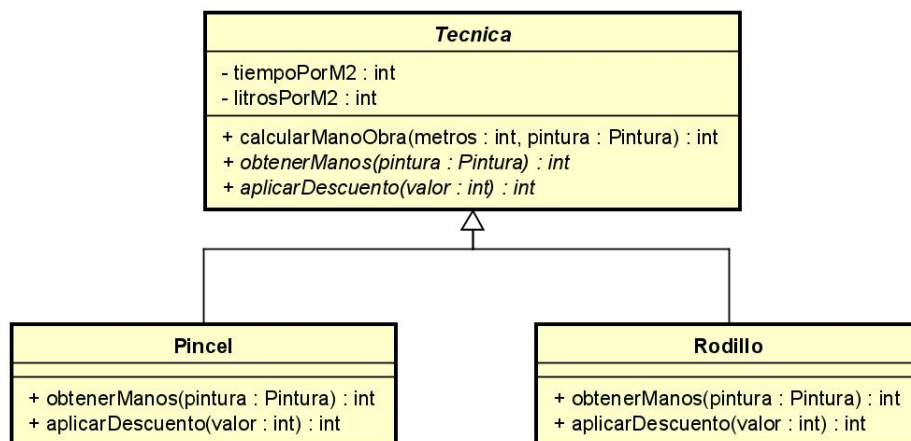 Tecnica
- tiempoPorM2 : int
- litrosPorM2 : int
+ calcularManoObra(metros : int, pintura : Pintura) : int
+ obtenerManos(pintura : Pintura) : int
+ aplicarDescuento(valor : int) : int
Pincel
+ obtenerManos(pintura : Pintura) : int
+ aplicarDescuento(valor : int) : int
Rodillo
+ obtenerManos(pintura : Pintura) : int
+ aplicarDescuento(valor : int) : int